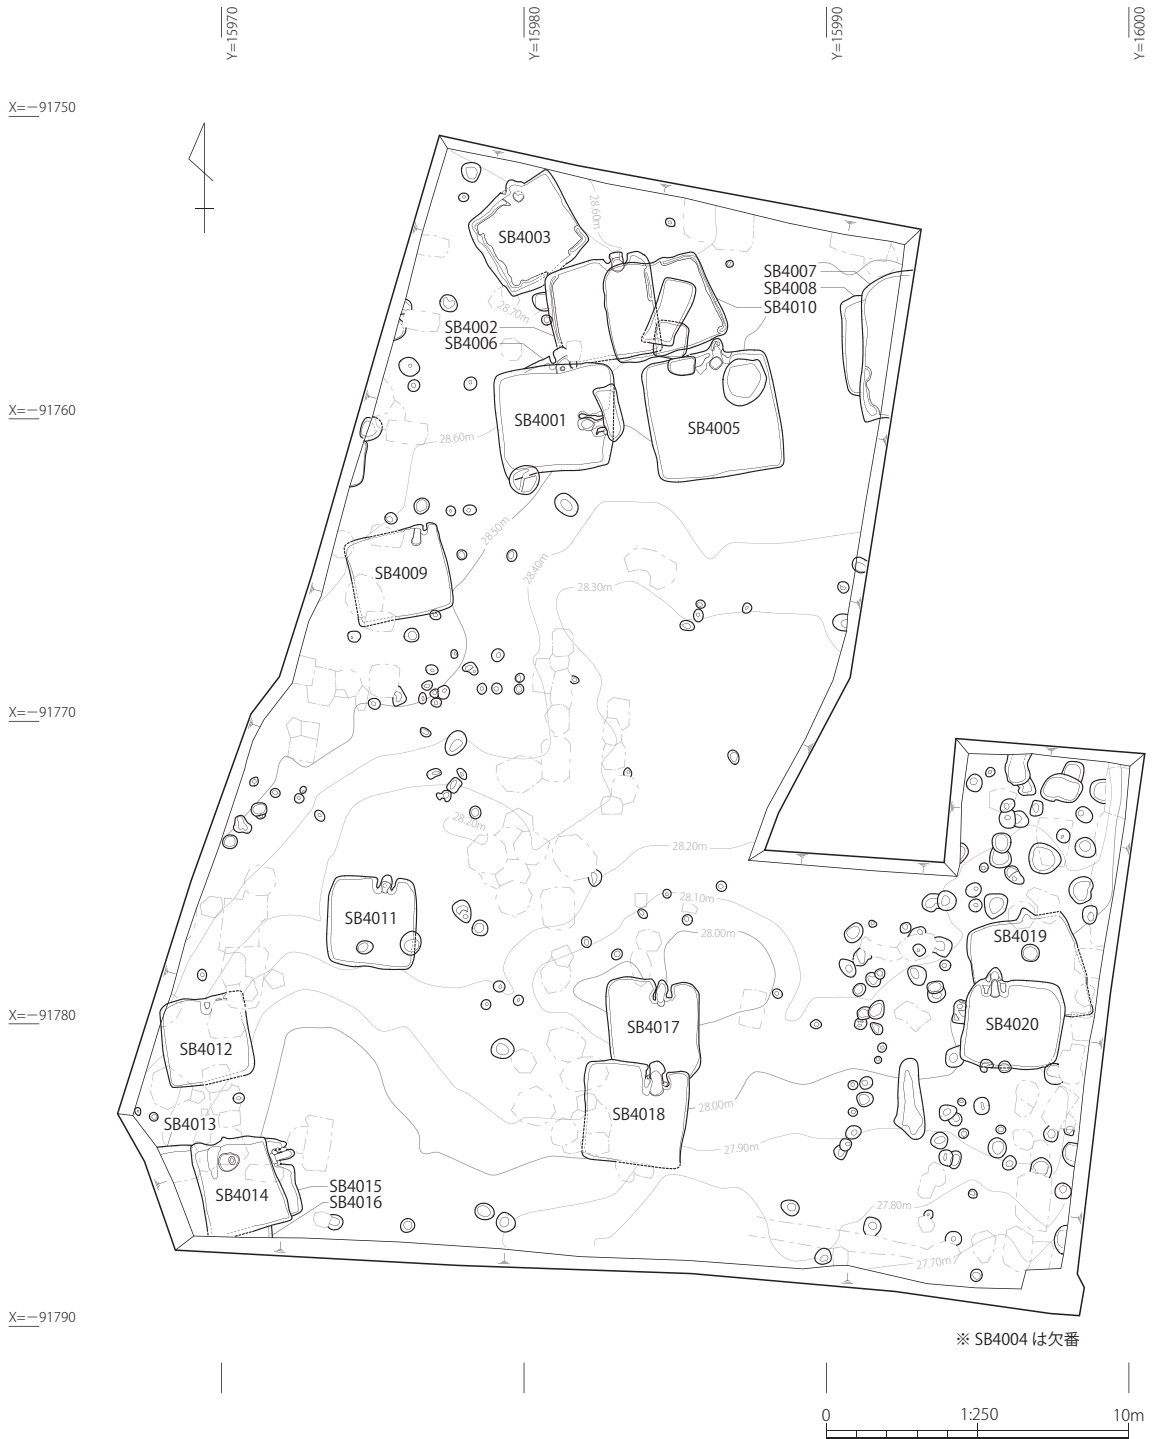 Y=15970
Y=15980
Y=15990
Y=16000
X=−91750
28.60m
SB4003
SB4007
SB4008
SB4010
28.70m
SB4002
SB4006
X=−91760
SB4001
SB4005
28.60m
28.50m
28.40m
SB4009
28.30m
X=−91770
28.20m
28.20m
28.10m
SB4011
28.00m
SB4019
X=−91780
SB4017
SB4020
SB4012
28.00m
SB4018
SB4013
27.90m
SB4015
SB4014
SB4016
27.80m
27.70m
X=−91790
※ SB4004 は欠番
0
1:250
10m